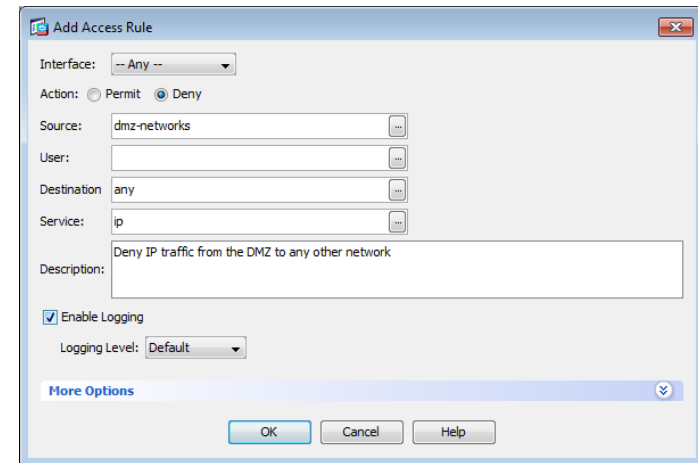 Add Access Rule
Interface: -- Any --
Action: Permit Deny
Source: dmz-networks ...
User: ...
Destination any ...
Service: ip ...
Deny IP traffic from the DMZ to any other network
Description:
Enable Logging
Logging Level: Default
More Options
OK Cancel Help